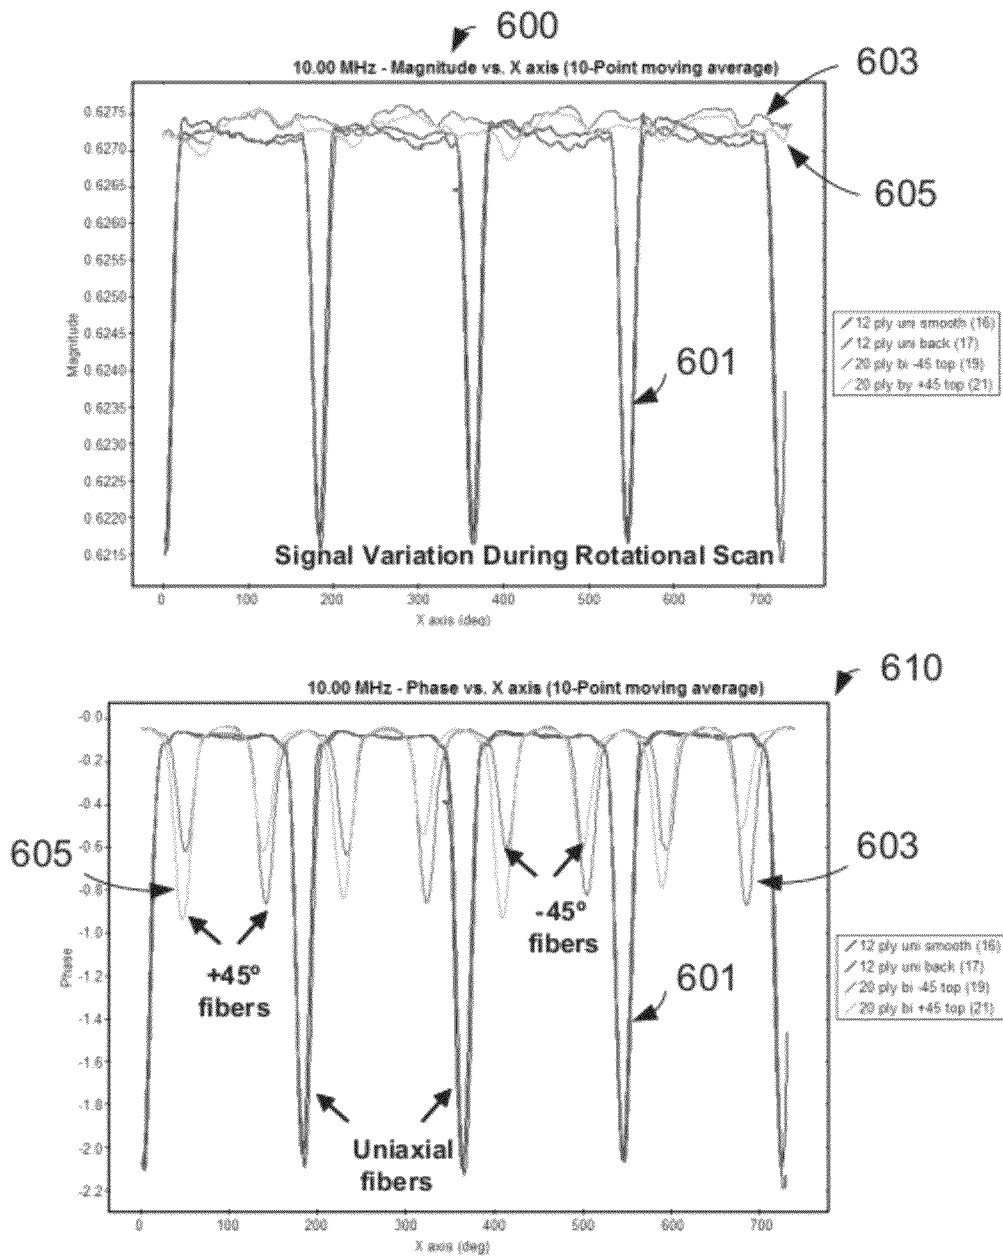 600
10.00 MHz - Magnitude vs. X axis (10-Point moving average)
603
0.6275
0.6270
0.6265
0.6260
0.6255
0.6250
0.6245
0.6240
0.6235
0.6230
0.6225
0.6220
0.6215
Magnitude
605
601
12 ply uni smooth (16)
12 ply uni back (17)
20 ply bi -45 top (19)
20 ply by +45 top (21)
Signal Variation During Rotational Scan
0 100 200 300 400 500 600 700
X axis (deg)
610
10.00 MHz - Phase vs. X axis (10-Point moving average)
-0.0
-0.2
-0.4
-0.6
-0.8
-1.0
-1.2
-1.4
-1.6
-1.8
-2.0
-2.2
Phase
605
603
+45º
fibers
-45º
fibers
601
12 ply uni smooth (16)
12 ply uni back (17)
20 ply bi -45 top (19)
20 ply bi +45 top (21)
Uniaxial
fibers
0 100 200 300 400 500 600 700
X axis (deg)